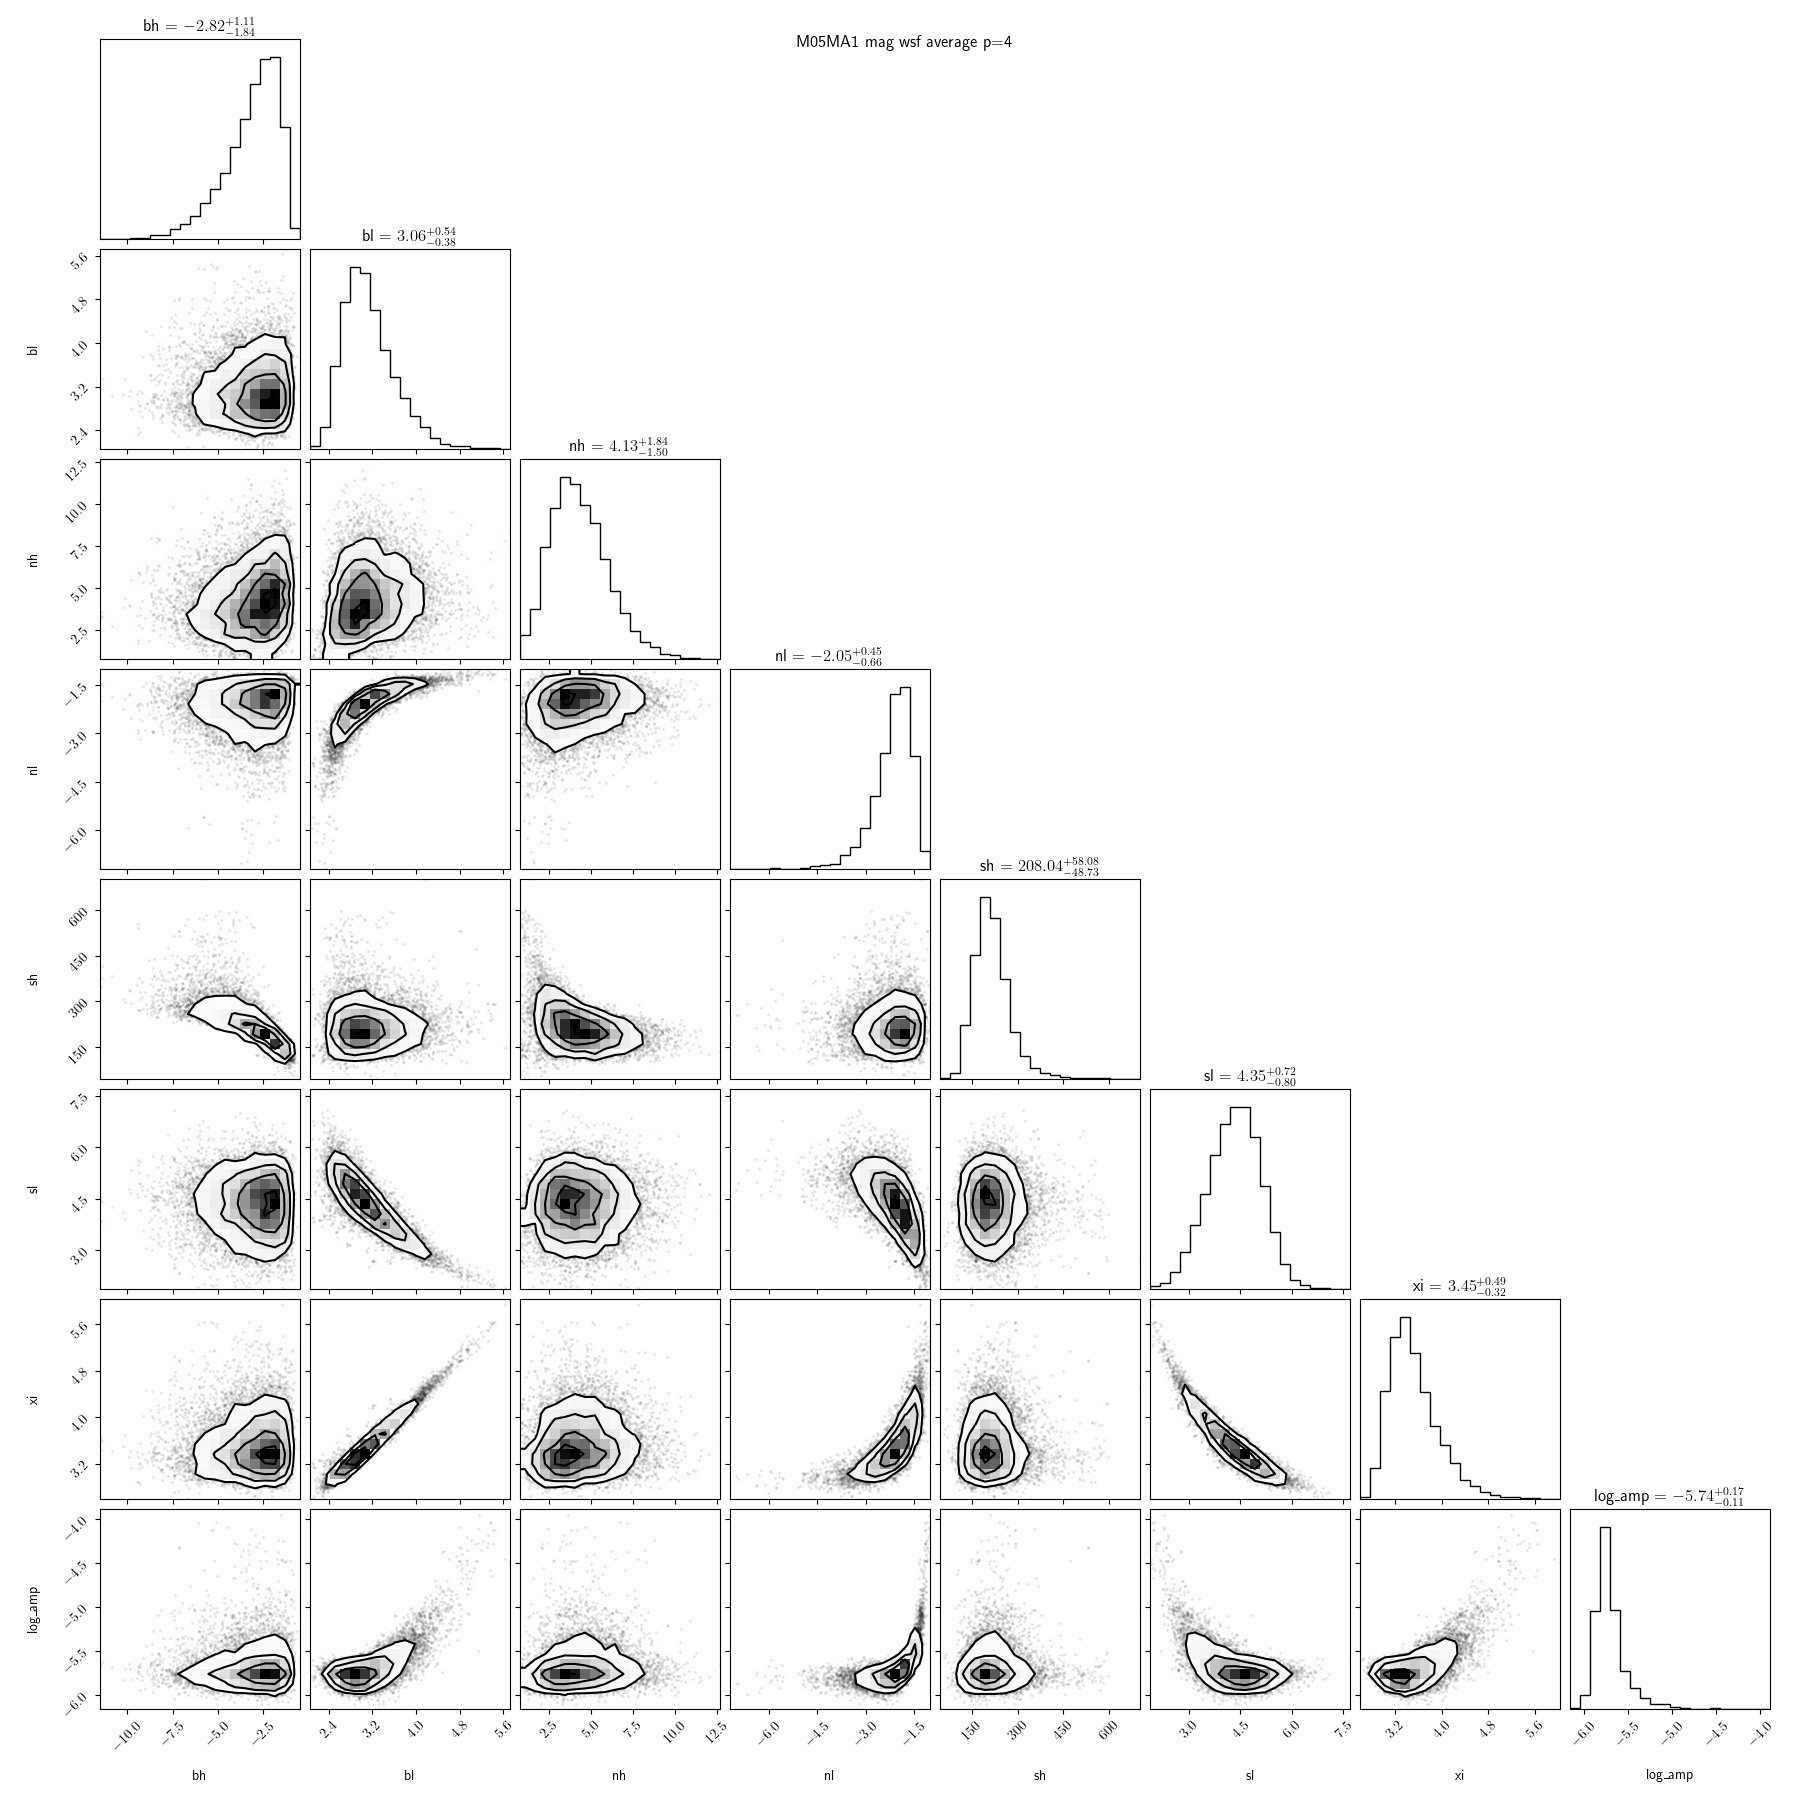 M05MA1 mag wsf average p=4
bh = −2.82 +1.11 −1.84
bl = 3.06 +0.54 −0.38
nh = 4.13 +1.84 −1.50
nl = −2.05 +0.45 −0.66
sh = 208.04 +58.08 −48.73
sl = 4.35 +0.72 −0.80
xi = 3.45 +0.49 −0.32
log_amp = −5.74 +0.17 −0.11
bl
5.6
4.8
4.0
3.2
2.4
nh
12.5
10.0
7.5
5.0
2.5
nl
−1.5
−3.0
−4.5
−6.0
sh
600
450
300
150
sl
7.5
6.0
4.5
3.0
xi
5.6
4.8
4.0
3.2
log_amp
−4.0
−4.5
−5.0
−5.5
−6.0
−10.0 −7.5 −5.0 −2.5
2.4 3.2 4.0 4.8 5.6
2.5 5.0 7.5 10.0 12.5
−6.0 −4.5 −3.0 −1.5
150 300 450 600
3.0 4.5 6.0 7.5
3.2 4.0 4.8 5.6
−6.0 −5.5 −5.0 −4.5 −4.0
bh bl nh nl sh sl xi log_amp